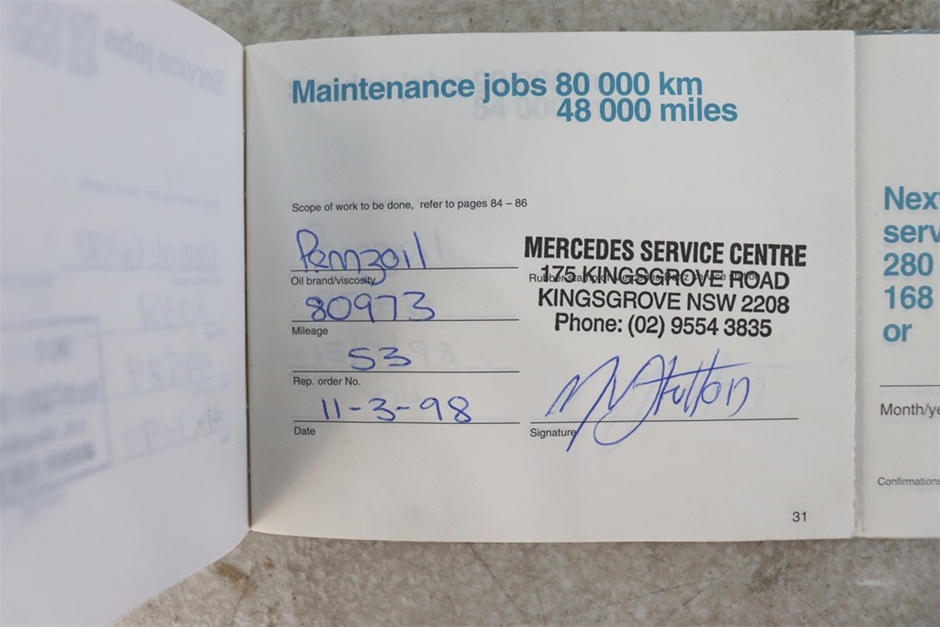 Maintenance jobs 80 000 km
48 000 miles
Scope of work to be done, refer to pages 84 – 86
Pennzoil
Oil brand/viscosity
80973
Mileage
53
Rep. order No.
11-3-98
Date
MERCEDES SERVICE CENTRE
175 KINGSGROVE ROAD
KINGSGROVE NSW 2208
Phone: (02) 9554 3835
Signature
31
Next
serv
280
168
or
Month/ye
Confirmations